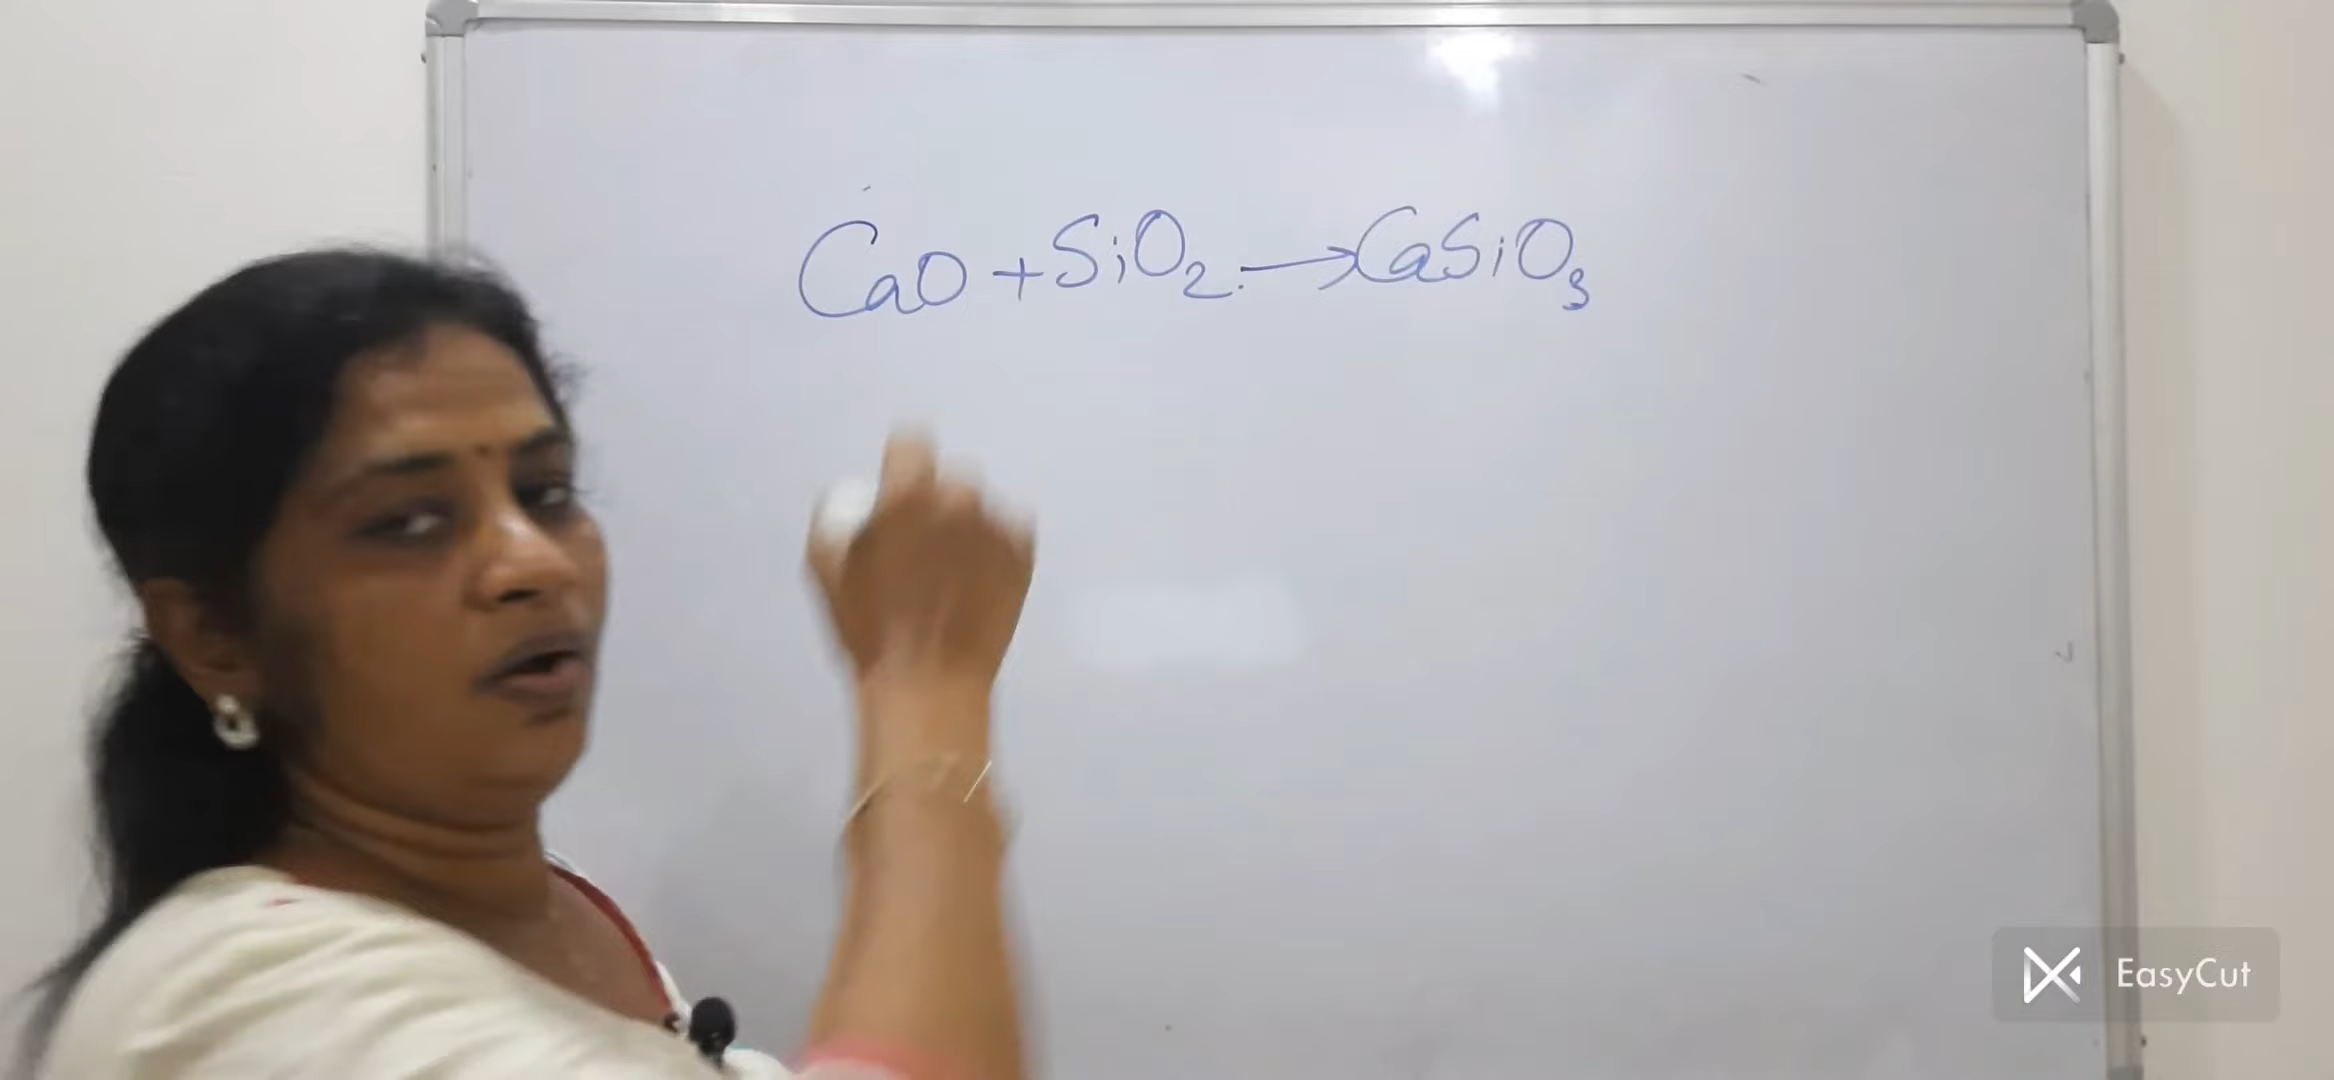 CaO + SiO₂. → CaSiO₃
EasyCut